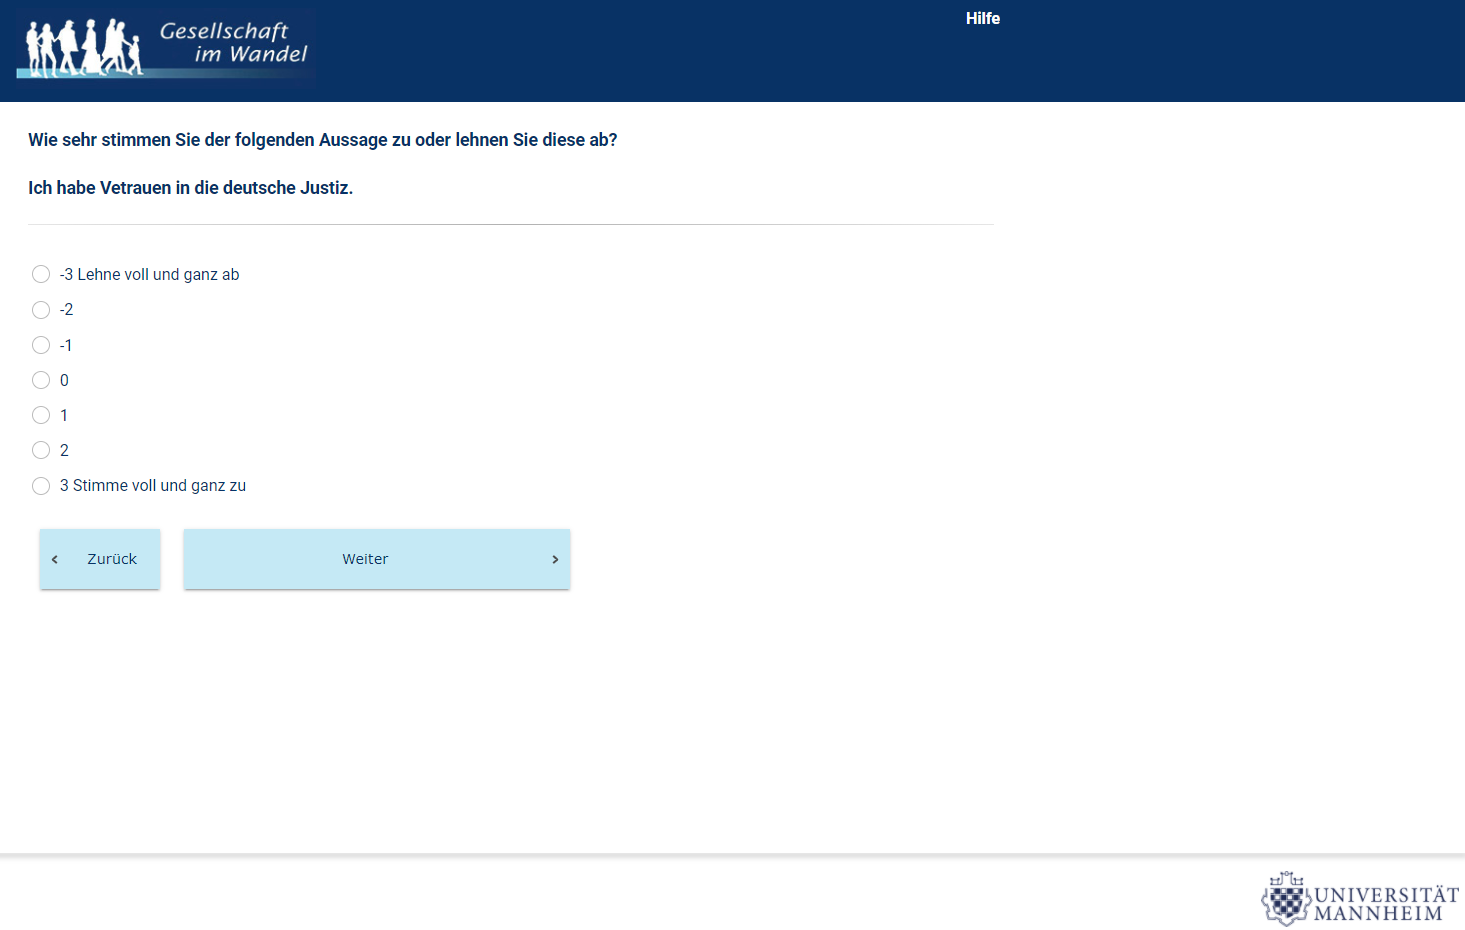 Gesellschaft
im Wandel
Hilfe
Wie sehr stimmen Sie der folgenden Aussage zu oder lehnen Sie diese ab?
Ich habe Vetrauen in die deutsche Justiz.
-3 Lehne voll und ganz ab
-2
-1
0
1
2
3 Stimme voll und ganz zu
‹ Zurück
Weiter ›
UNIVERSITÄT
MANNHEIM